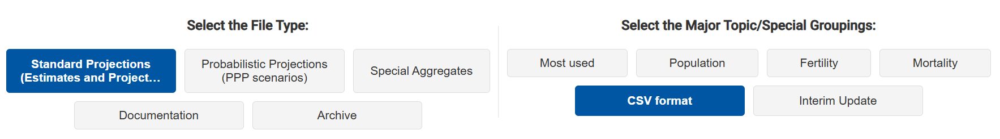 Select the File Type:
Standard Projections
(Estimates and Project…
Probabilistic Projections
(PPP scenarios)
Special Aggregates
Documentation
Archive
Select the Major Topic/Special Groupings:
Most used
Population
Fertility
Mortality
CSV format
Interim Update